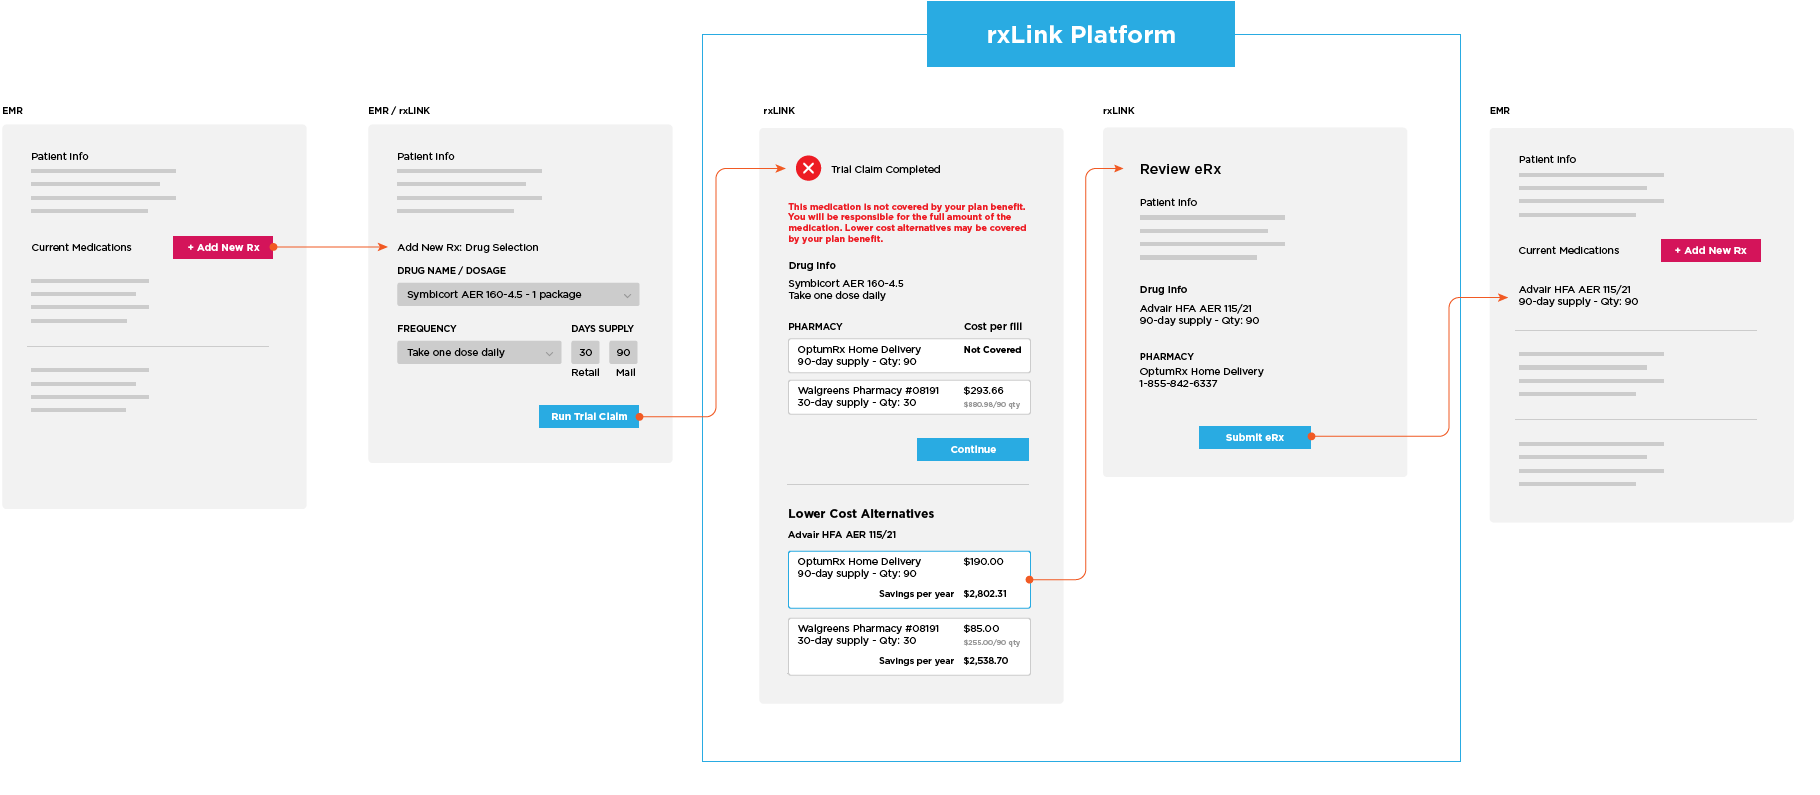 rxLink Platform
EMR
Patient Info
Current Medications
+ Add New Rx
EMR / rxLINK
Patient Info
Add New Rx: Drug Selection
DRUG NAME / DOSAGE
Symbicort AER 160-4.5 - 1 package
FREQUENCY
DAYS SUPPLY
Take one dose daily
30
90
Retail
Mail
Run Trial Claim
rxLINK
Trial Claim Completed
This medication is not covered by your plan benefit.
You will be responsible for the full amount of the
medication. Lower cost alternatives may be covered
by your plan benefit.
Drug Info
Symbicort AER 160-4.5
Take one dose daily
PHARMACY
Cost per fill
OptumRx Home Delivery
Not Covered
90-day supply - Qty: 90
Walgreens Pharmacy #08191
$293.66
30-day supply - Qty: 30
$880.98/90 qty
Continue
Lower Cost Alternatives
Advair HFA AER 115/21
OptumRx Home Delivery
$190.00
90-day supply - Qty: 90
Savings per year
$2,802.31
Walgreens Pharmacy #08191
$85.00
30-day supply - Qty: 30
$255.00/90 qty
Savings per year
$2,538.70
rxLINK
Review eRx
Patient Info
Drug Info
Advair HFA AER 115/21
90-day supply - Qty: 90
PHARMACY
OptumRx Home Delivery
1-855-842-6337
Submit eRx
EMR
Patient Info
Current Medications
+ Add New Rx
Advair HFA AER 115/21
90-day supply - Qty: 90